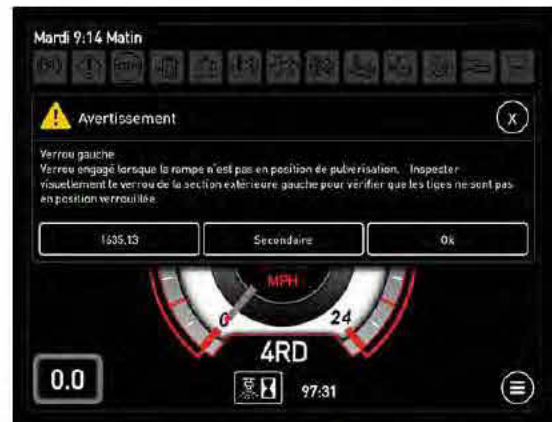 Mardi 9:14 Matin
Avertissement
X
Verrou gauche
Verrou engagé lorsque la rampe n'est pas en position de pulverisation. Inspecter
visuellement le verrou de la section extérieure gauche pour vérifier que les tiges ne sont pas
en position verrouillée
1635.13
Secondaire
Ok
MPH
0
24
4RD
0.0
97:31